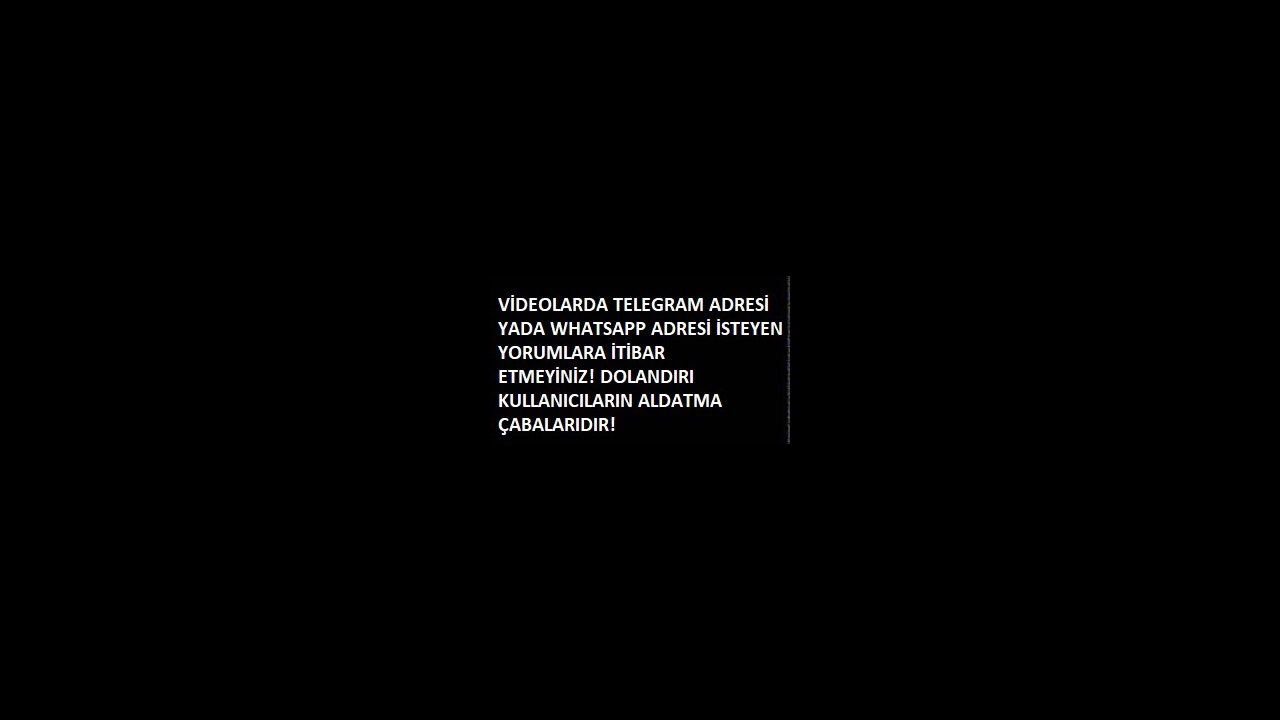 VİDEOLARDA TELEGRAM ADRESİ
YADA WHATSAPP ADRESİ İSTEYEN
YORUMLARA İTİBAR
ETMEYİNİZ! DOLANDIRI
KULLANICILARIN ALDATMA
ÇABALARIDIR!